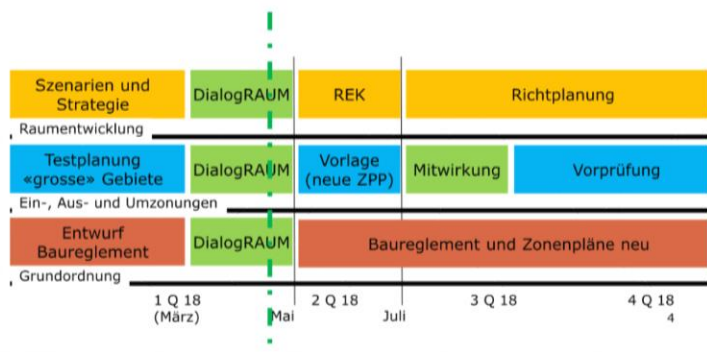 Szenarien und
Strategie
DialogRAUM
REK
Richtplanung
Raumentwicklung
Testplanung
«grosse» Gebiete
DialogRAUM
Vorlage
(neue ZPP)
Mitwirkung
Vorprüfung
Ein-, Aus- und Umzonungen
Entwurf
Baureglement
DialogRAUM
Baureglement und Zonenpläne neu
Grundordnung
1 Q 18
(März)
Mai
2 Q 18
Juli
3 Q 18
4 Q 18
4